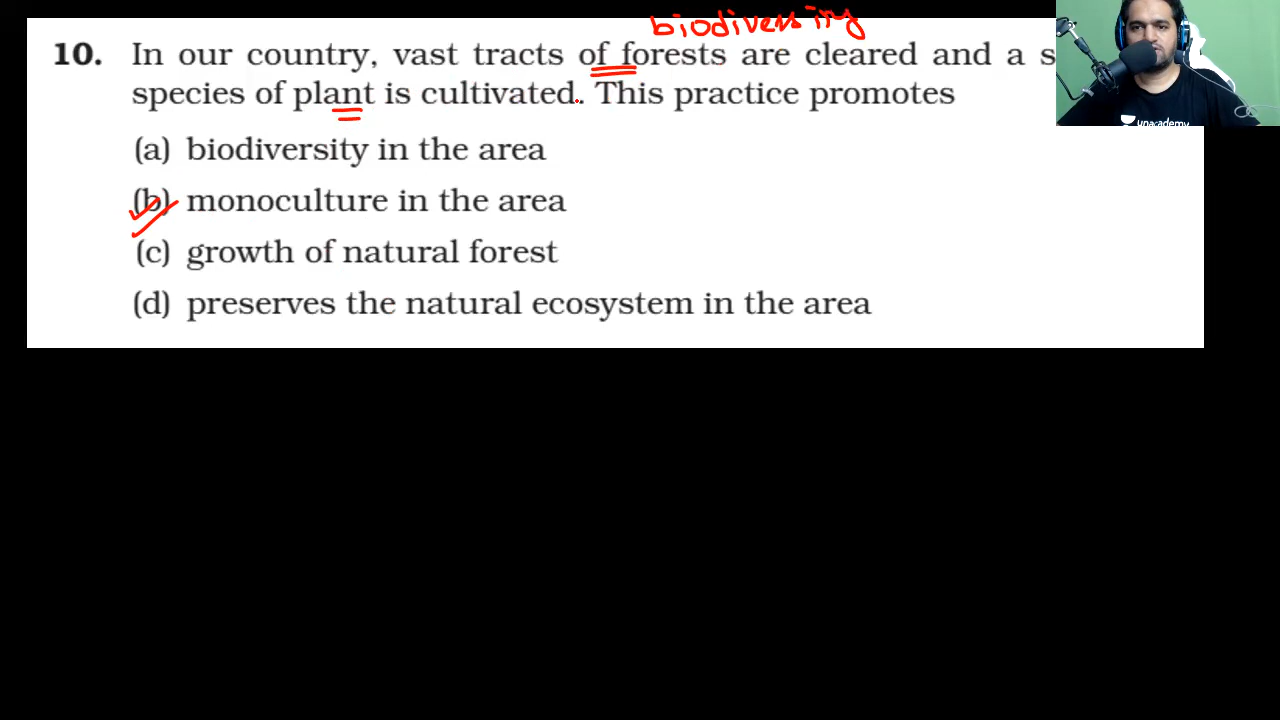 biodiversiry
10. In our country, vast tracts of forests are cleared and a s
species of plant is cultivated. This practice promotes
(a) biodiversity in the area
(b) monoculture in the area
(c) growth of natural forest
(d) preserves the natural ecosystem in the area
unacademy